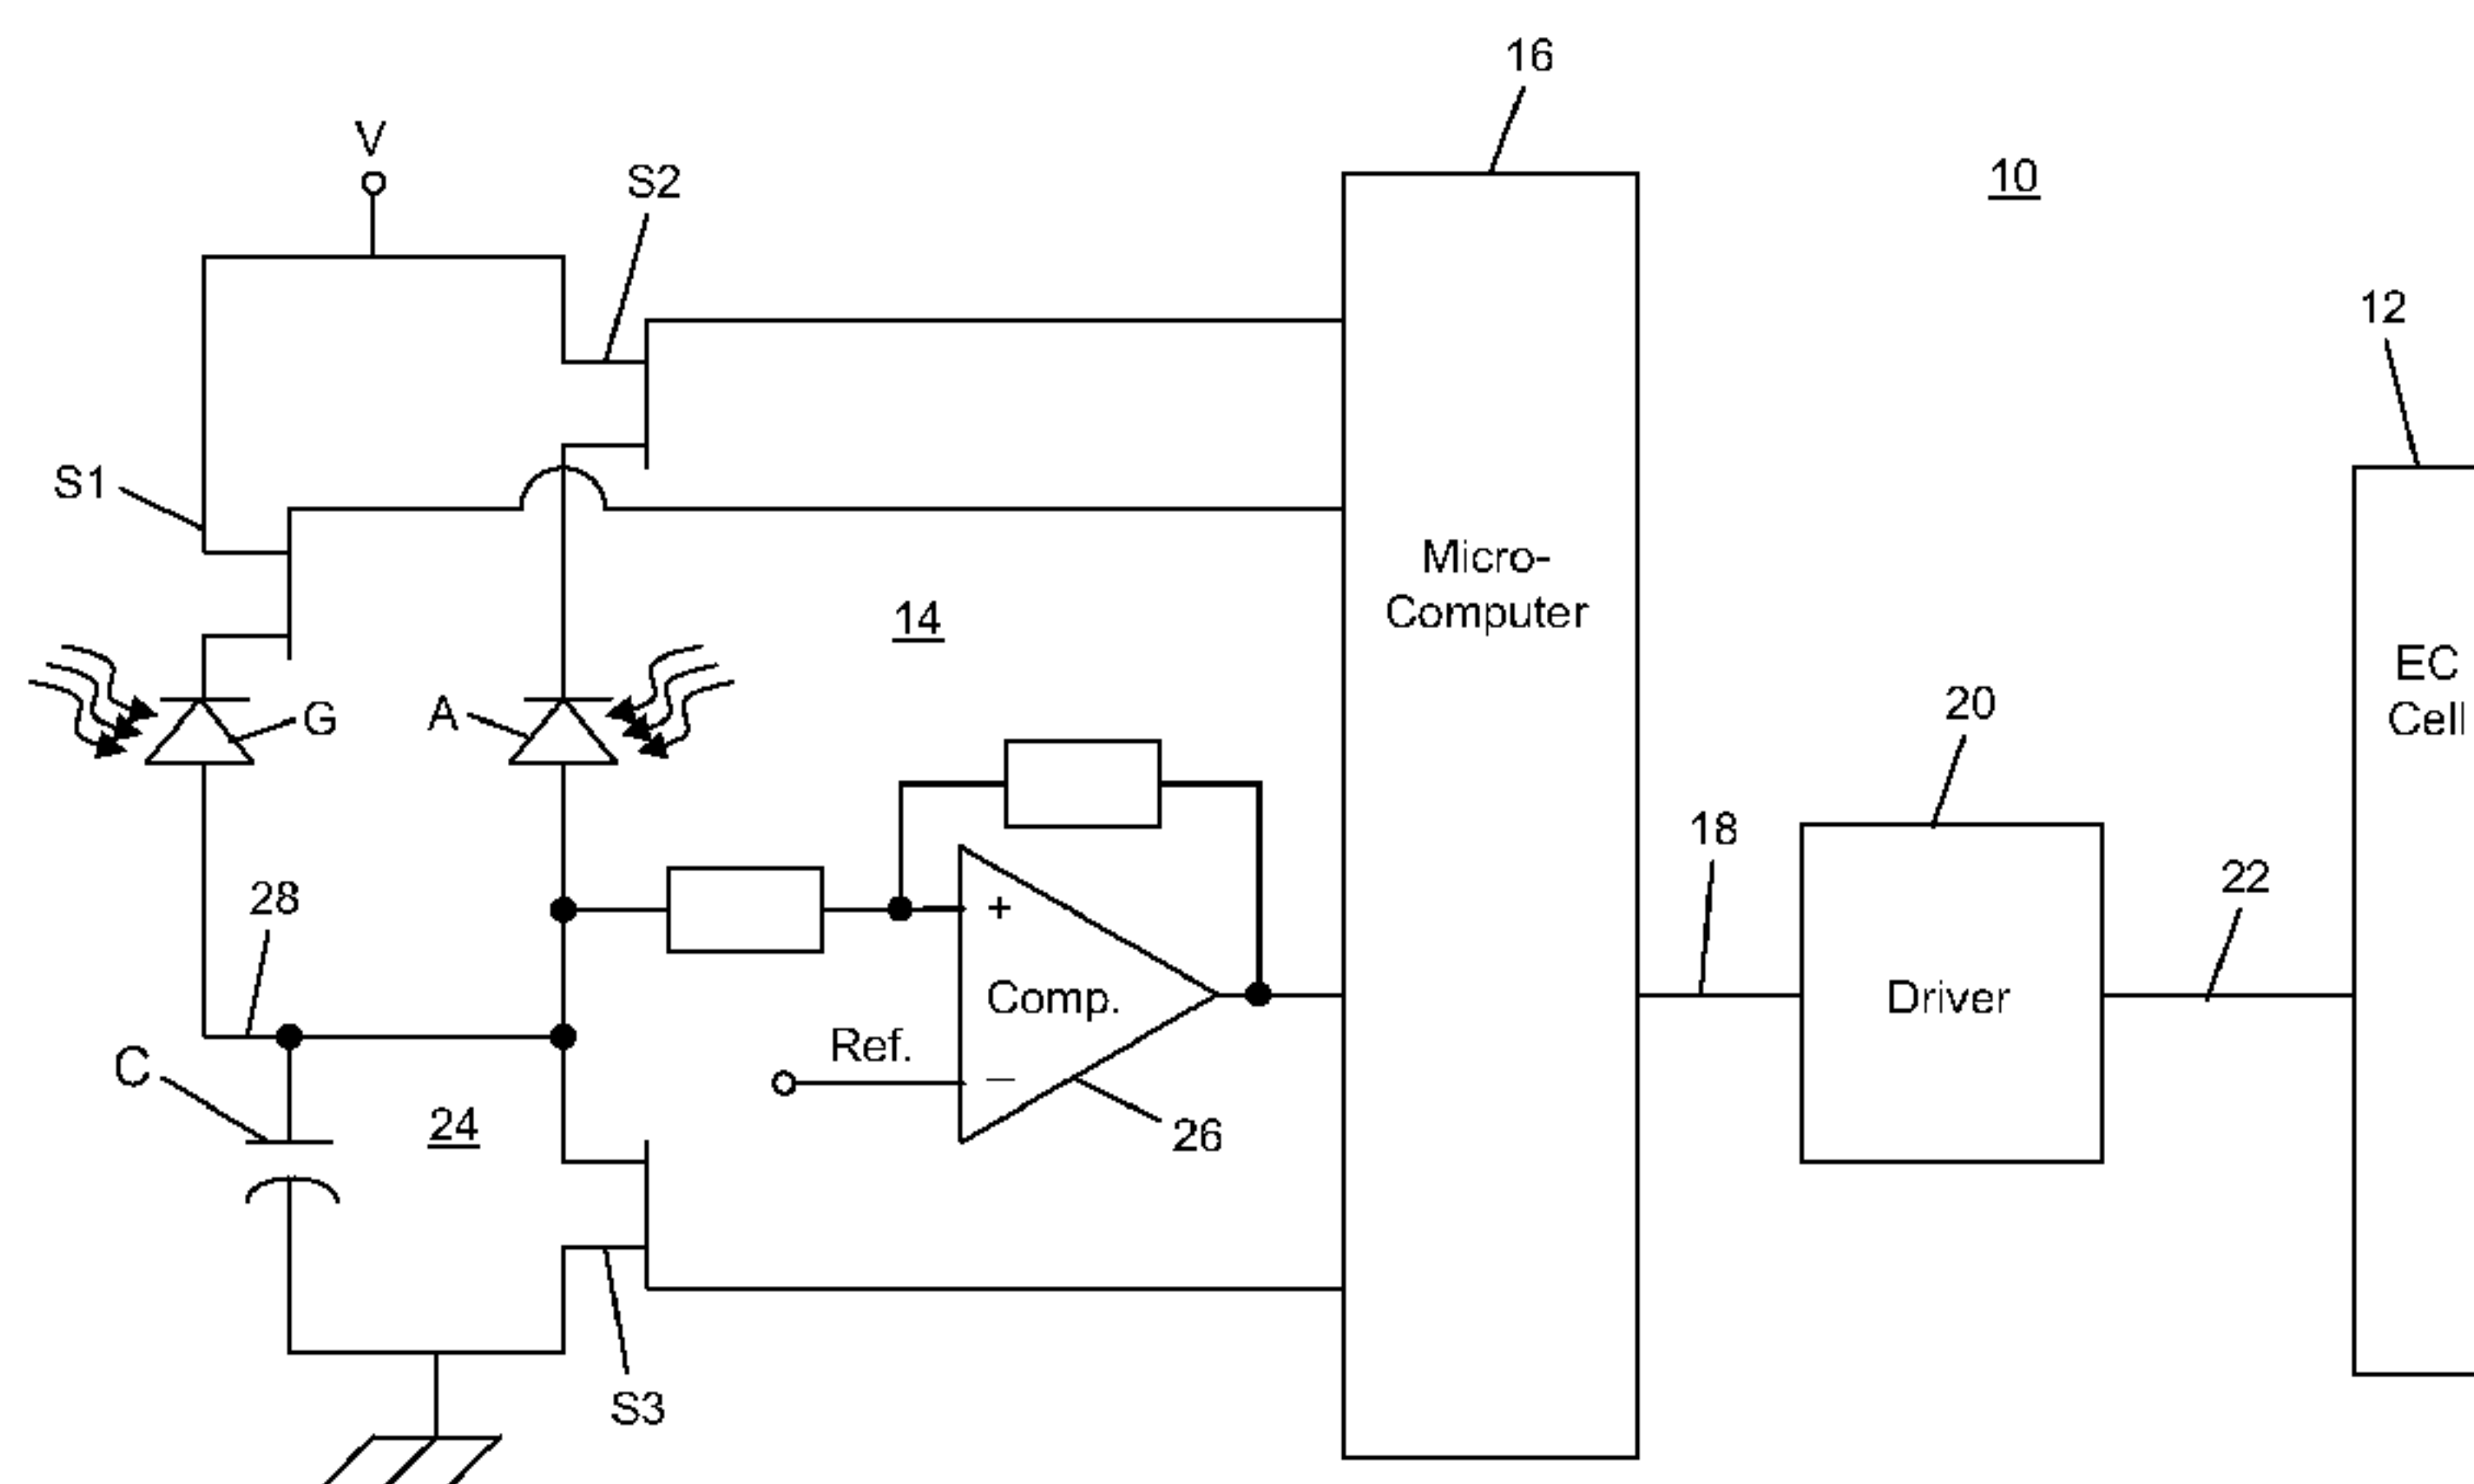 16
V
S2
10
12
S1
Micro-
Computer
14
EC
Cell
G
A
20
18
22
28
+
Comp.
Driver
Ref.
−
C
24
26
S3